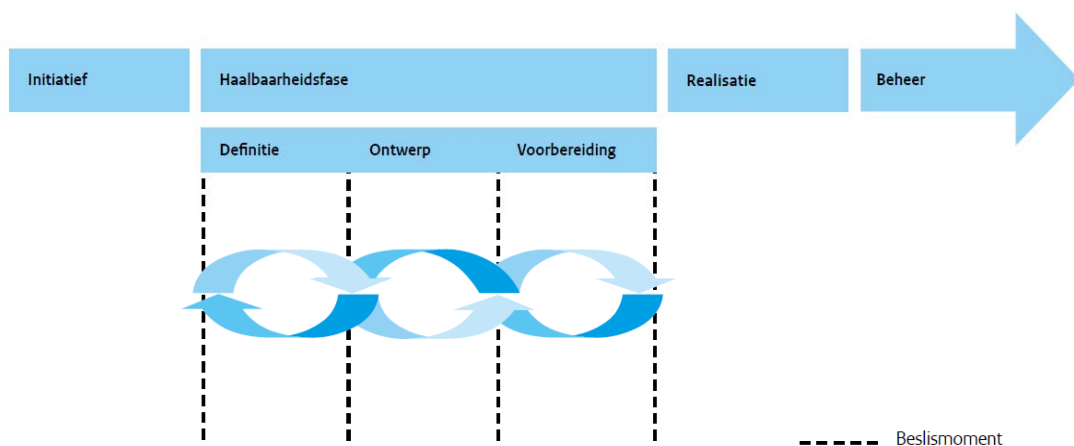 Initiatief
Haalbaarheidsfase
Realisatie
Beheer
Definitie
Ontwerp
Voorbereiding
Beslismoment